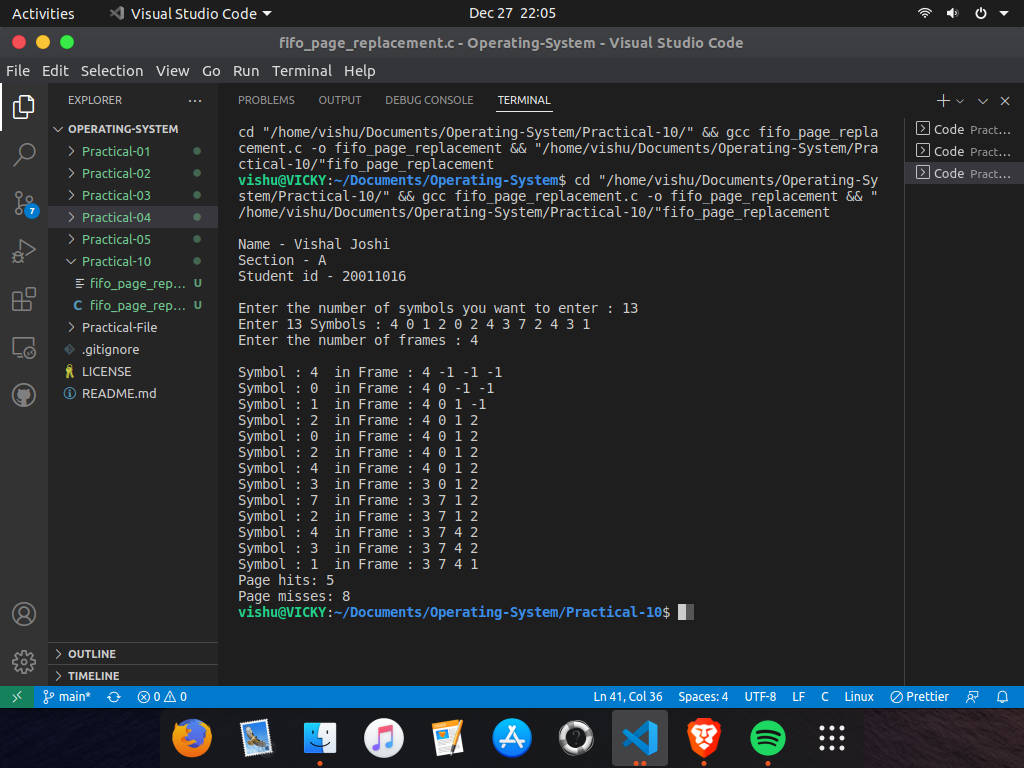 Activities
Visual Studio Code
Dec 27 22:05
fifo_page_replacement.c - Operating-System - Visual Studio Code
File Edit Selection View Go Run Terminal Help
EXPLORER
OPERATING-SYSTEM
Practical-01
Practical-02
Practical-03
Practical-04
Practical-05
Practical-10
fifo_page_rep... U
C fifo_page_rep... U
Practical-File
.gitignore
LICENSE
README.md
OUTLINE
TIMELINE
7
PROBLEMS OUTPUT DEBUG CONSOLE TERMINAL
cd "/home/vishu/Documents/Operating-System/Practical-10/" && gcc fifo_page_repla
cement.c -o fifo_page_replacement && "/home/vishu/Documents/Operating-System/Pra
ctical-10/"fifo_page_replacement
vishu@VICKY:~/Documents/Operating-System$ cd "/home/vishu/Documents/Operating-Sy
stem/Practical-10/" && gcc fifo_page_replacement.c -o fifo_page_replacement && "
/home/vishu/Documents/Operating-System/Practical-10/"fifo_page_replacement
Name - Vishal Joshi
Section - A
Student id - 20011016
Enter the number of symbols you want to enter : 13
Enter 13 Symbols : 4 0 1 2 0 2 4 3 7 2 4 3 1
Enter the number of frames : 4
Symbol : 4  in Frame : 4 -1 -1 -1
Symbol : 0  in Frame : 4 0 -1 -1
Symbol : 1  in Frame : 4 0 1 -1
Symbol : 2  in Frame : 4 0 1 2
Symbol : 0  in Frame : 4 0 1 2
Symbol : 2  in Frame : 4 0 1 2
Symbol : 4  in Frame : 4 0 1 2
Symbol : 3  in Frame : 3 0 1 2
Symbol : 7  in Frame : 3 7 1 2
Symbol : 2  in Frame : 3 7 1 2
Symbol : 4  in Frame : 3 7 4 2
Symbol : 3  in Frame : 3 7 4 2
Symbol : 1  in Frame : 3 7 4 1
Page hits: 5
Page misses: 8
vishu@VICKY:~/Documents/Operating-System/Practical-10$
Code Pract...
Code Pract...
Code Pract...
main* 0 0 Ln 41, Col 36 Spaces: 4 UTF-8 LF C Linux Prettier